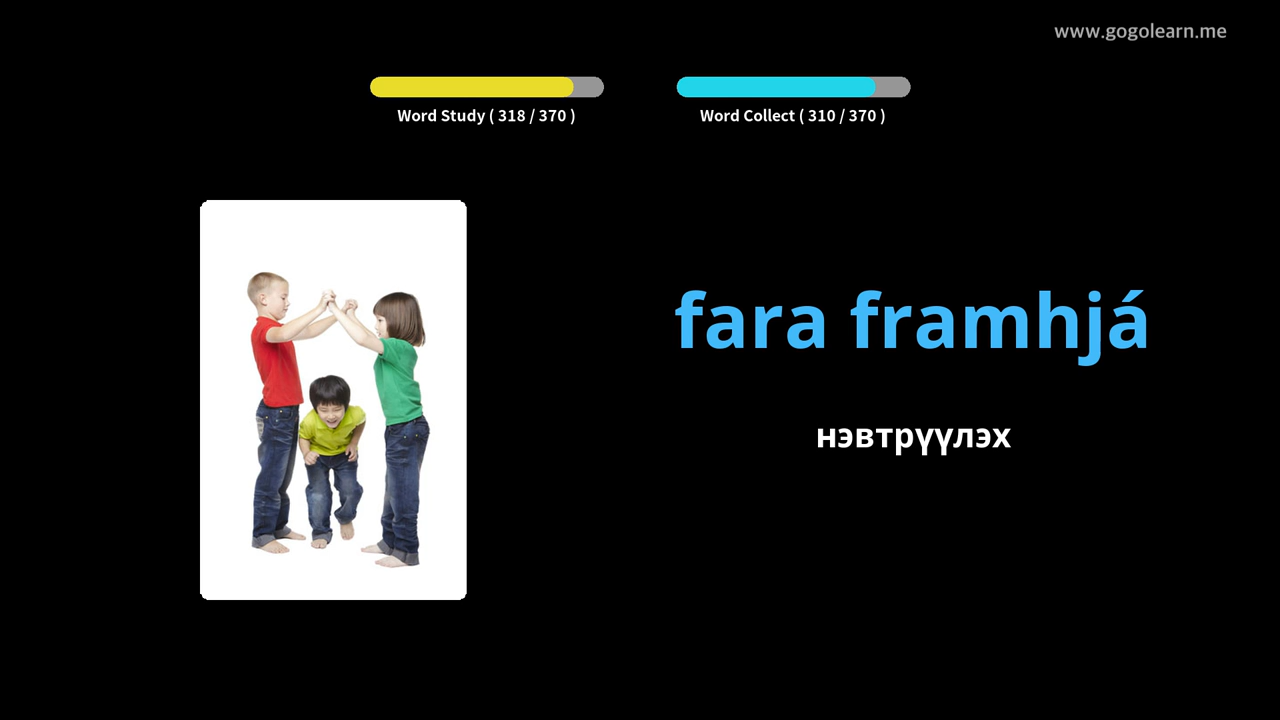 www.gogolearn.me
Word Study ( 318 / 370 )
Word Collect ( 310 / 370 )
fara framhjá
нэвтрүүлэх